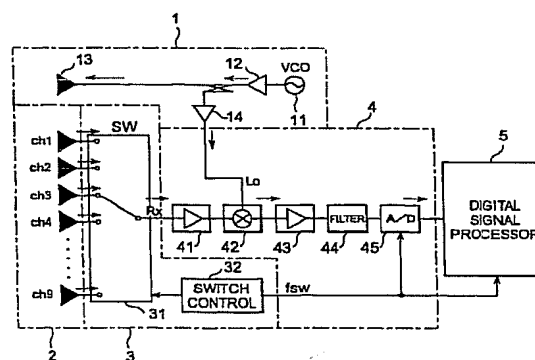 1
13
12
VCO
11
14
4
5
ch1
SW
ch2
Lo
ch3
Rx
ch4
41
42
43
FILTER
44
A/D
45
DIGITAL
SIGNAL
PROCESSOR
32
SWITCH
CONTROL
fsw
ch9
31
2
3